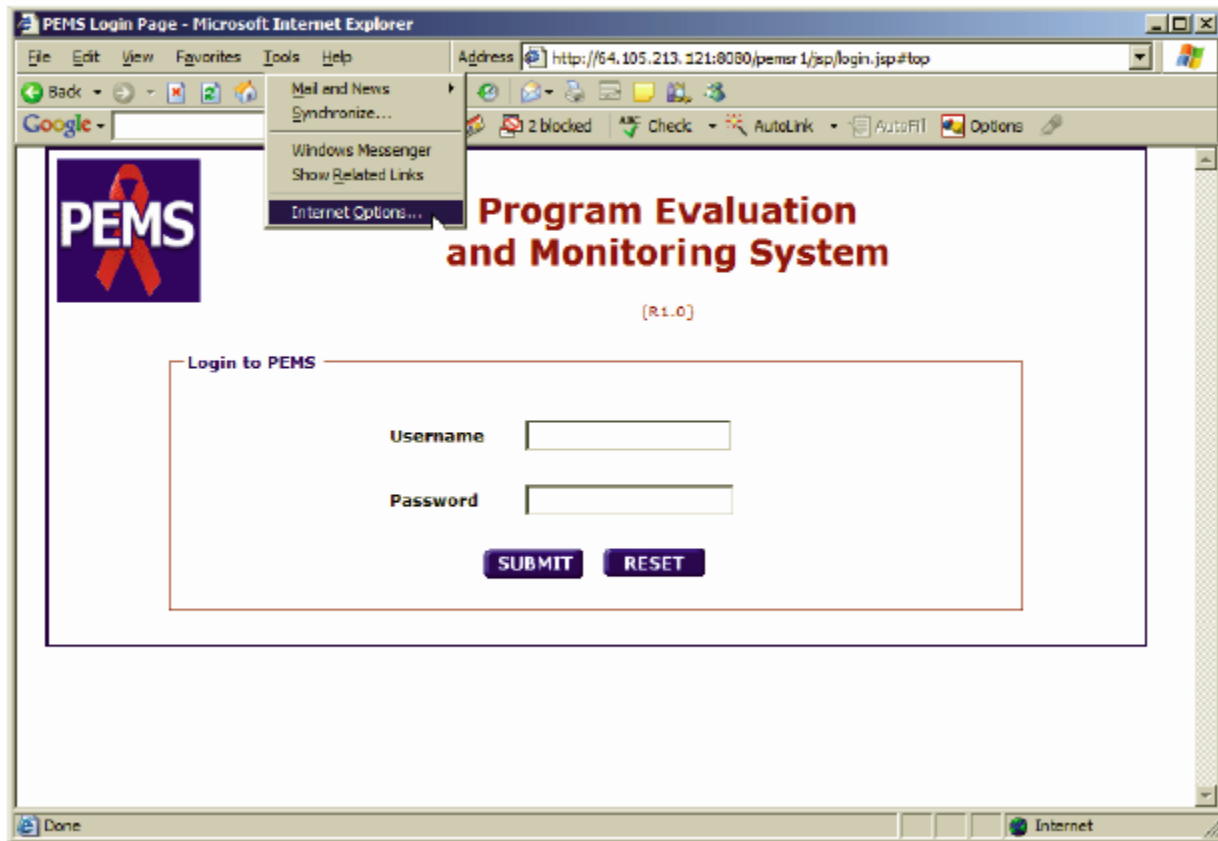 PEMS Login Page - Microsoft Internet Explorer
File Edit View Favorites Tools Help Address http://64.105.213.121:8080/pemsr1/jsp/login.jsp#top
Back
Mail and News
Synchronize...
Google 2 blocked Check AutoLink AutoFill Options
Windows Messenger
Show Related Links
Internet Options...
PEMS
Program Evaluation
and Monitoring System
[R1.0]
Login to PEMS
Username
Password
SUBMIT RESET
Done Internet